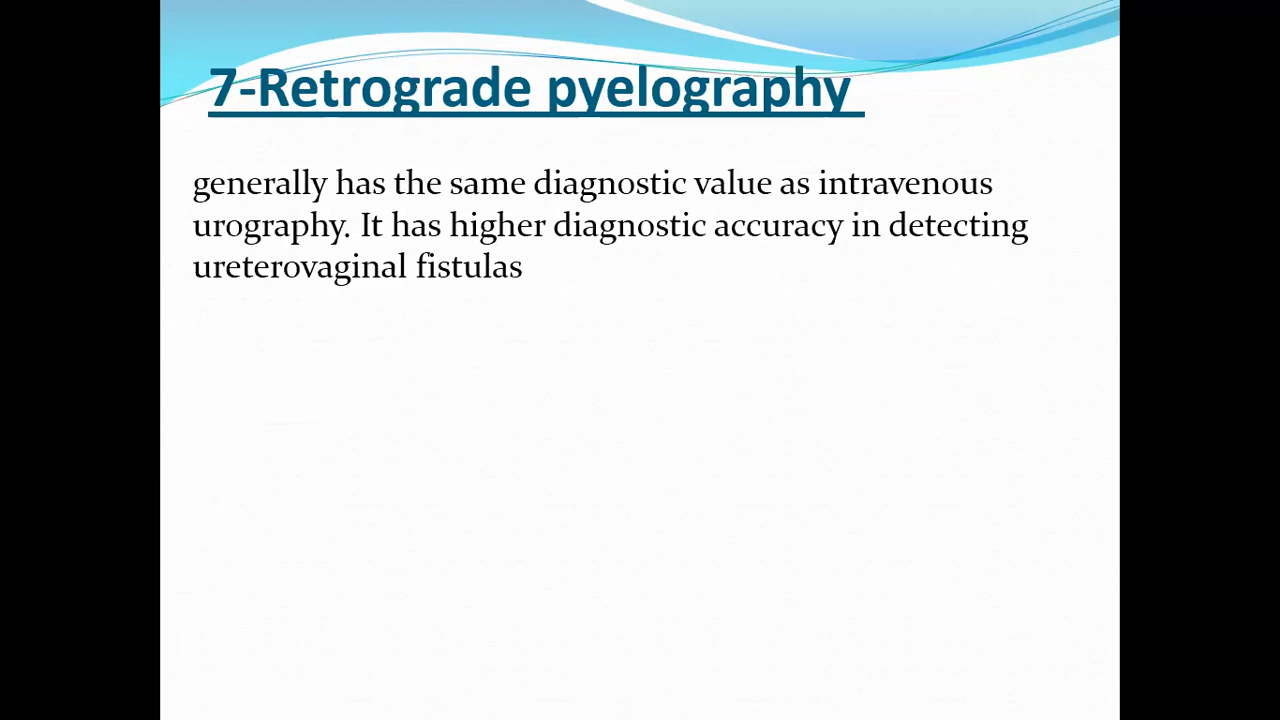 7-Retrograde pyelography
generally has the same diagnostic value as intravenous
urography. It has higher diagnostic accuracy in detecting
ureterovaginal fistulas